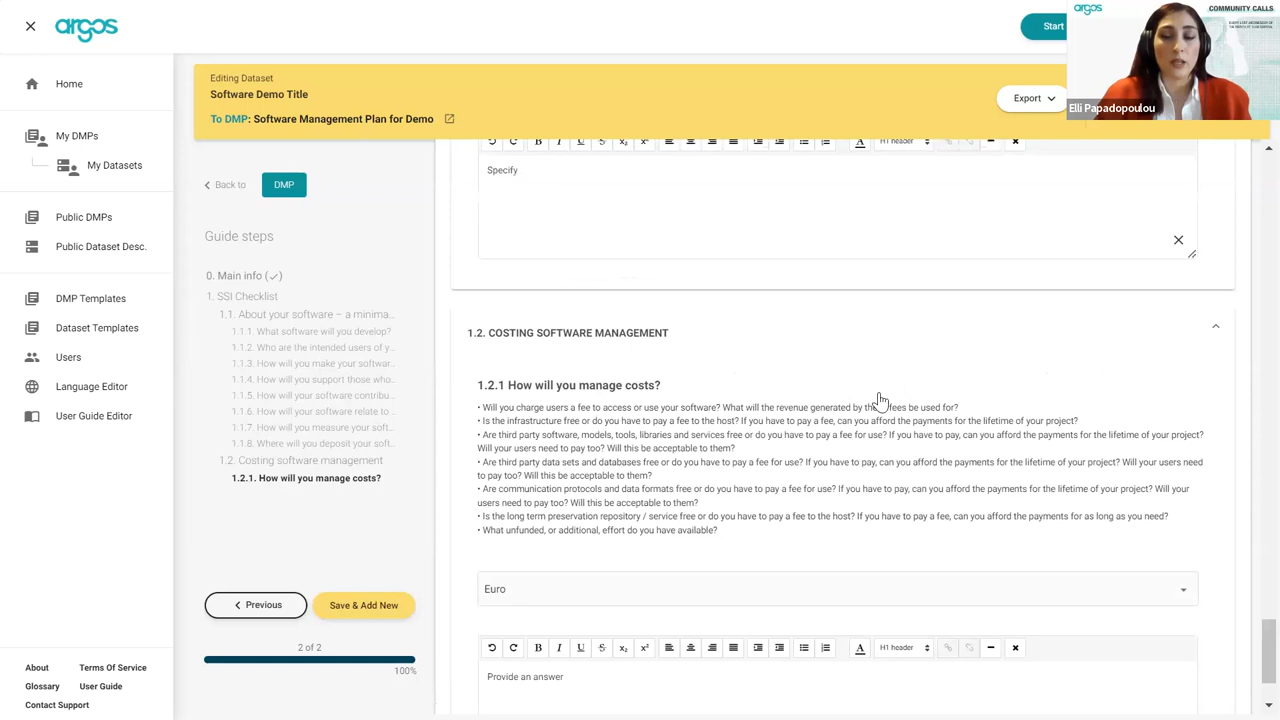 argos
Start
argos
COMMUNITY CALLS
Elli Papadopoulou
Home
My DMPs
My Datasets
Public DMPs
Public Dataset Desc.
DMP Templates
Dataset Templates
Users
Language Editor
User Guide Editor
About
Terms Of Service
Glossary
User Guide
Contact Support
Editing Dataset
Software Demo Title
To DMP: Software Management Plan for Demo
Export
Back to
DMP
Guide steps
0. Main info (✓)
1. SSI Checklist
1.1. About your software – a minima...
1.1.1. What software will you develop?
1.1.2. Who are the intended users of y...
1.1.3. How will you make your softwar...
1.1.4. How will you support those who...
1.1.5. How will your software contribu...
1.1.6. How will your software relate to ...
1.1.7. How will you measure your soft...
1.1.8. Where will you deposit your soft...
1.2. Costing software management
1.2.1. How will you manage costs?
Previous
Save & Add New
2 of 2
100%
H1 header
Specify
1.2. COSTING SOFTWARE MANAGEMENT
1.2.1 How will you manage costs?
• Will you charge users a fee to access or use your software? What will the revenue generated by the fees be used for?
• Is the infrastructure free or do you have to pay a fee to the host? If you have to pay a fee, can you afford the payments for the lifetime of your project?
• Are third party software, models, tools, libraries and services free or do you have to pay a fee for use? If you have to pay, can you afford the payments for the lifetime of your project?
Will your users need to pay too? Will this be acceptable to them?
• Are third party data sets and databases free or do you have to pay a fee for use? If you have to pay, can you afford the payments for the lifetime of your project? Will your users need
to pay too? Will this be acceptable to them?
• Are communication protocols and data formats free or do you have to pay a fee for use? If you have to pay, can you afford the payments for the lifetime of your project? Will your
users need to pay too? Will this be acceptable to them?
• Is the long term preservation repository / service free or do you have to pay a fee to the host? If you have to pay a fee, can you afford the payments for as long as you need?
• What unfunded, or additional, effort do you have available?
Euro
H1 header
Provide an answer